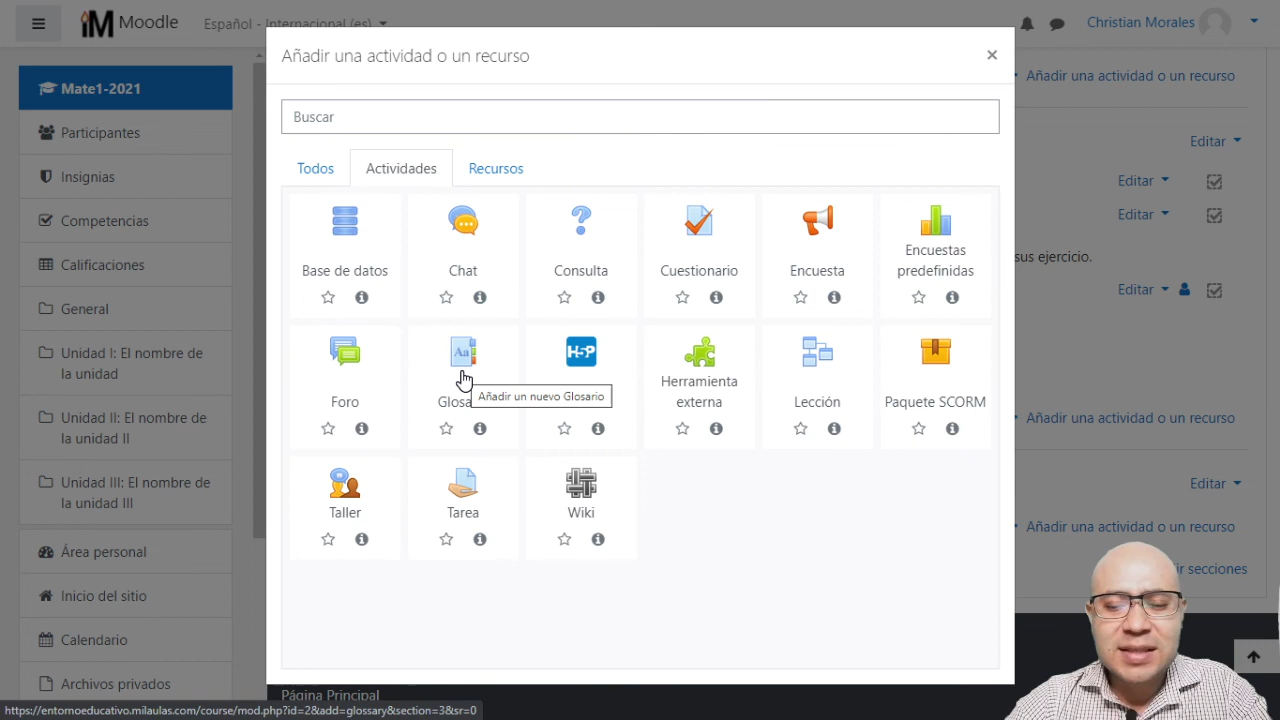 Moodle
Español - Internacional (es)
Christian Morales
Mate1-2021
Participantes
Insignias
Competencias
Calificaciones
General
Unidad I: El nombre de
la unidad
Unidad II: El nombre de
la unidad II
Unidad III: El nombre de
la unidad III
Área personal
Inicio del sitio
Calendario
Archivos privados
Añadir una actividad o un recurso
Buscar
Todos
Actividades
Recursos
Base de datos
Chat
Consulta
Cuestionario
Encuesta
Encuestas
predefinidas
Foro
Glosa
Añadir un nuevo Glosario
H5P
Herramienta
externa
Lección
Paquete SCORM
Taller
Tarea
Wiki
Añadir una actividad o un recurso
Editar
Editar
Editar
sus ejercicio.
Editar
Añadir una actividad o un recurso
Editar
Añadir una actividad o un recurso
ir secciones
Página Principal
https://entornoeducativo.milaulas.com/course/mod.php?id=2&add=glossary&section=3&sr=0